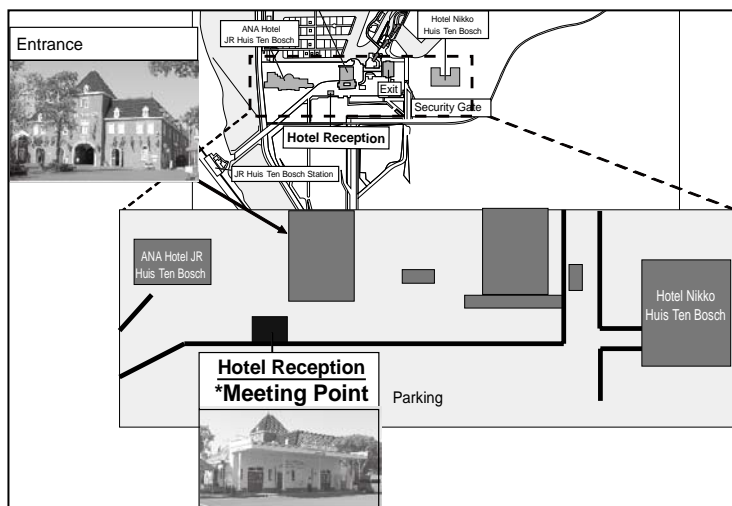 Entrance
ANA Hotel
JR Huis Ten Bosch
Hotel Nikko
Huis Ten Bosch
Exit
Security Gate
Hotel Reception
JR Huis Ten Bosch Station
ANA Hotel JR
Huis Ten Bosch
Hotel Nikko
Huis Ten Bosch
Hotel Reception
*Meeting Point
Parking